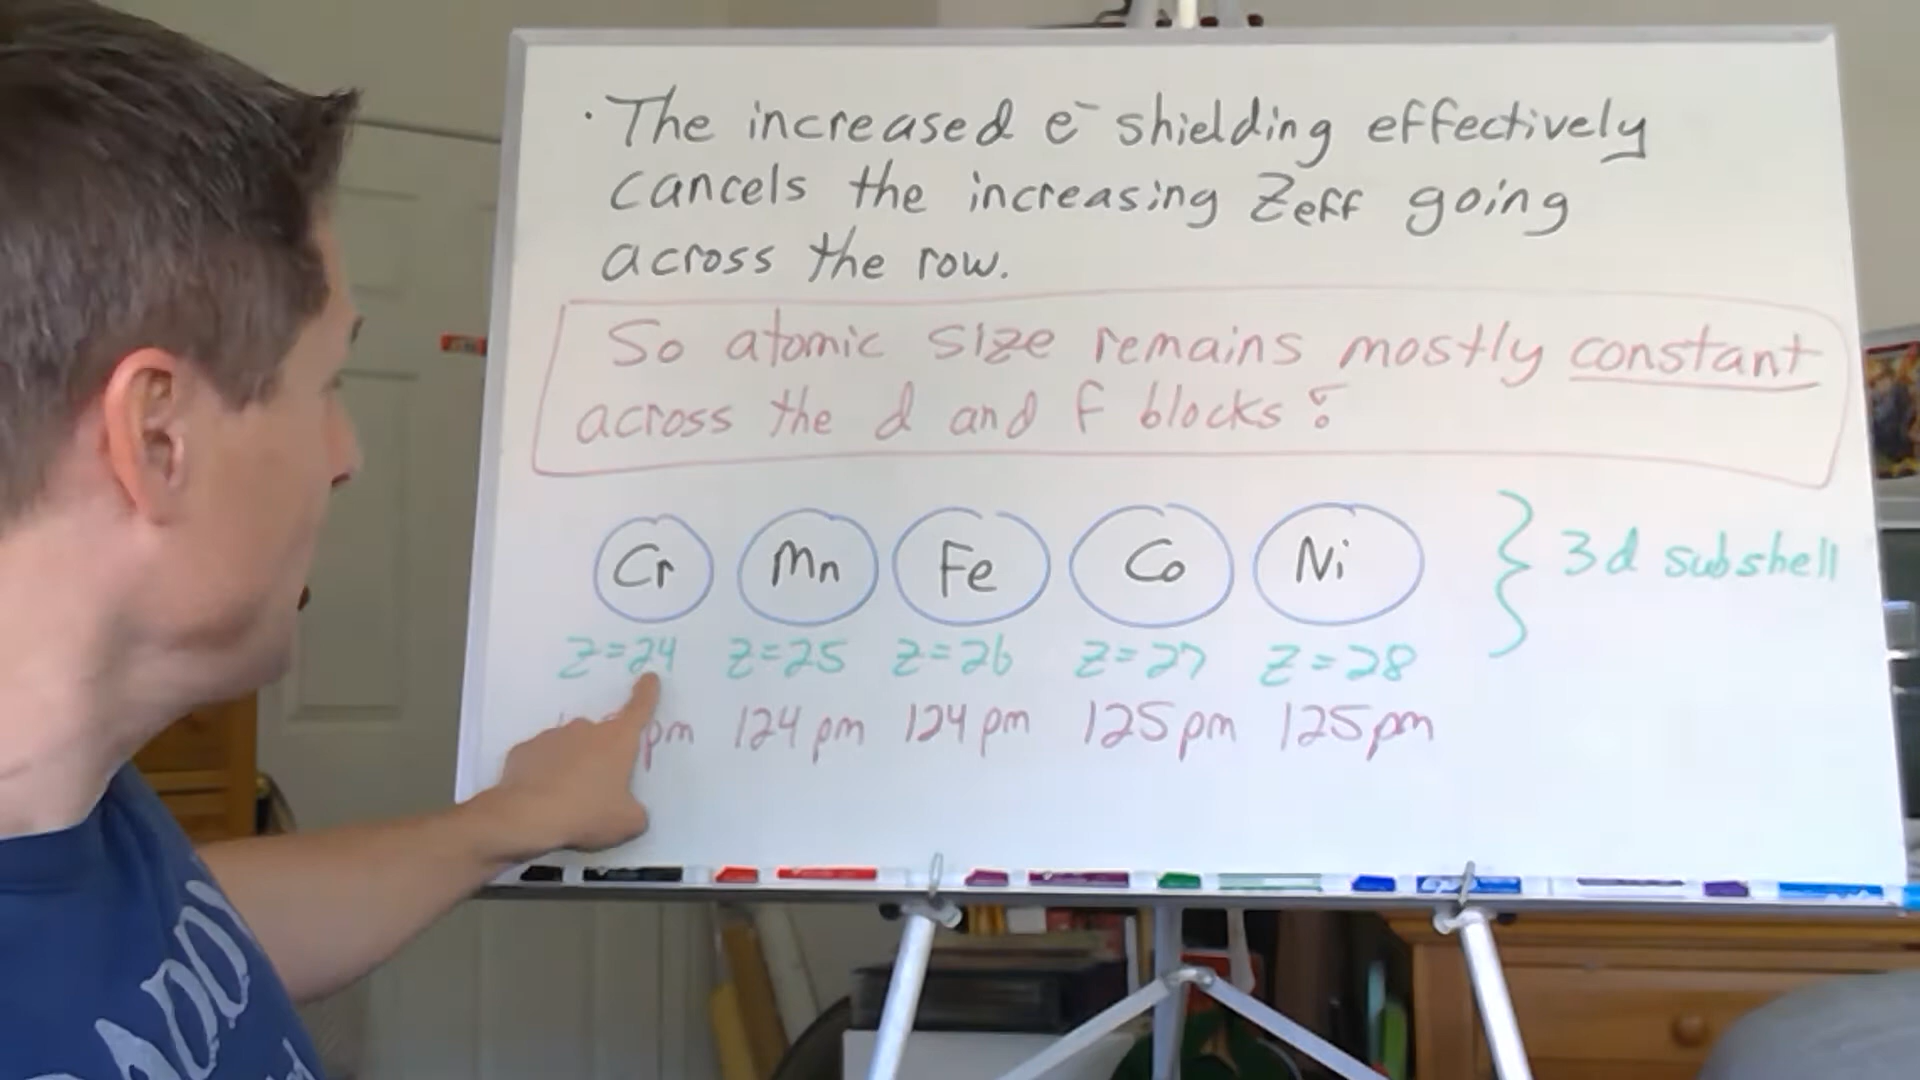 · The increased e⁻ shielding effectively
cancels the increasing Zeff going
across the row.
So atomic size remains mostly constant
across the d and f blocks:
Cr Mn Fe Co Ni } 3d subshell
Z=24 Z=25 Z=26 Z=27 Z=28
pm 124 pm 124 pm 125 pm 125 pm